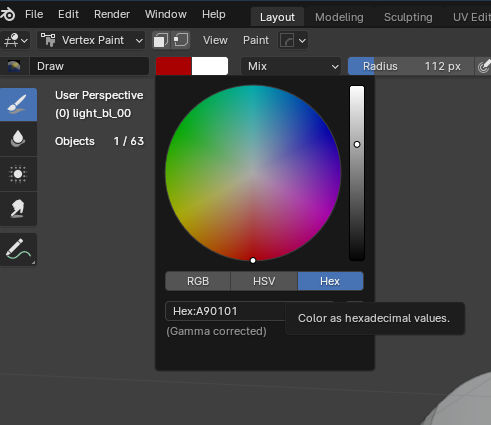 File Edit Render Window Help Layout Modeling Sculpting UV Edit
Vertex Paint View Paint
Draw Mix Radius 112 px
User Perspective
(0) light_bl_00
Objects 1 / 63
RGB HSV Hex
Hex:A90101
Color as hexadecimal values.
(Gamma corrected)